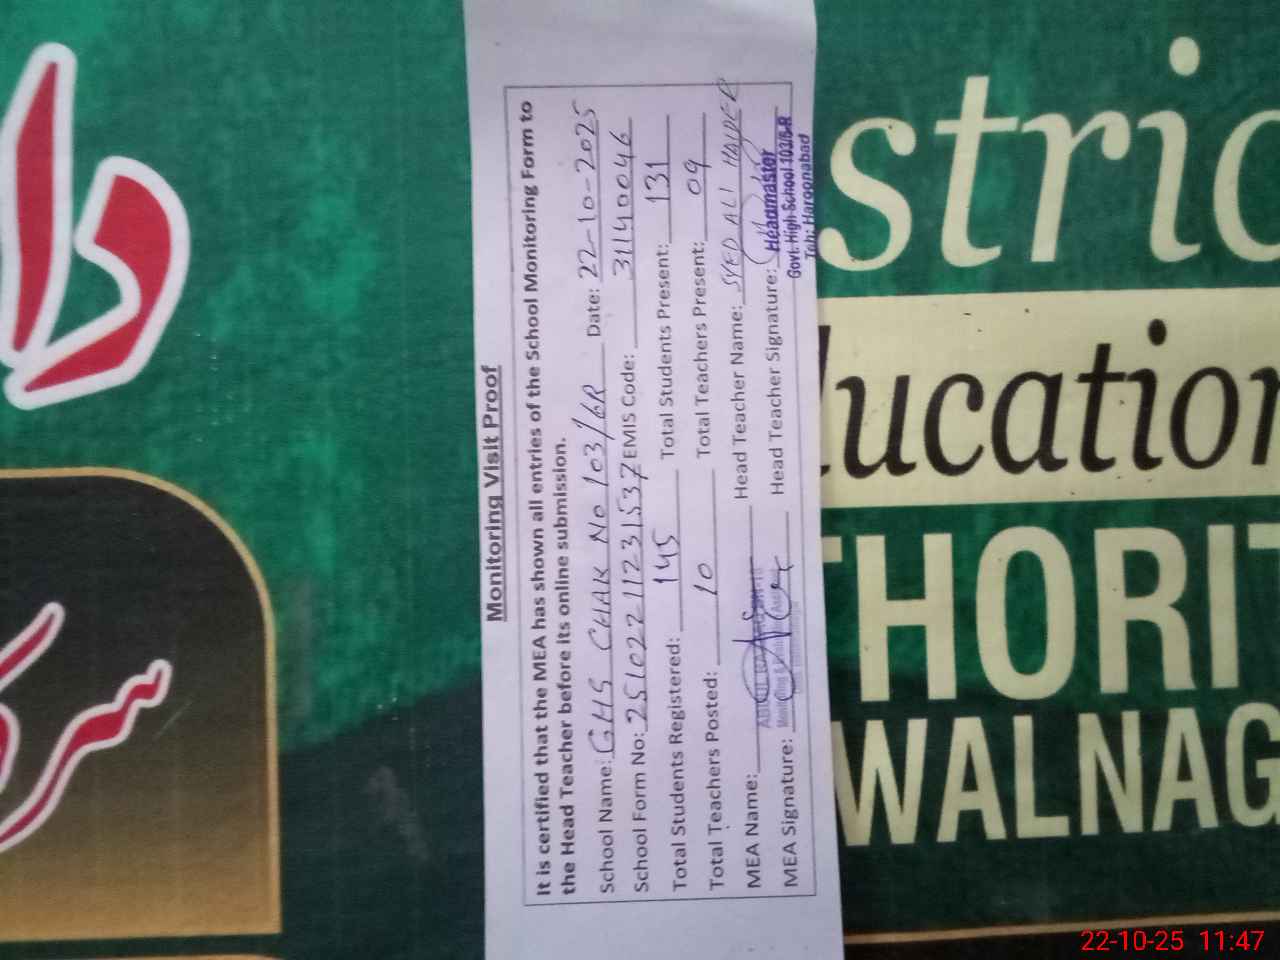 Monitoring Visit Proof
It is certified that the MEA has shown all entries of the School Monitoring Form to
the Head Teacher before its online submission.
School Name: GHS CHAK No 103/6R Date: 22-10-2025
School Form No: 25102211231537 EMIS Code: 31140046
Total Students Registered: 145 Total Students Present: 131
Total Teachers Posted: 10 Total Teachers Present: 09
MEA Name: Head Teacher Name: SYED ALI HAIDER
MEA Signature: Head Teacher Signature:
Headmaster
Govt. High School 103/6-R
Teh: Haroonabad
stric
ucation
THORIT
WALNAG
22-10-25 11:47